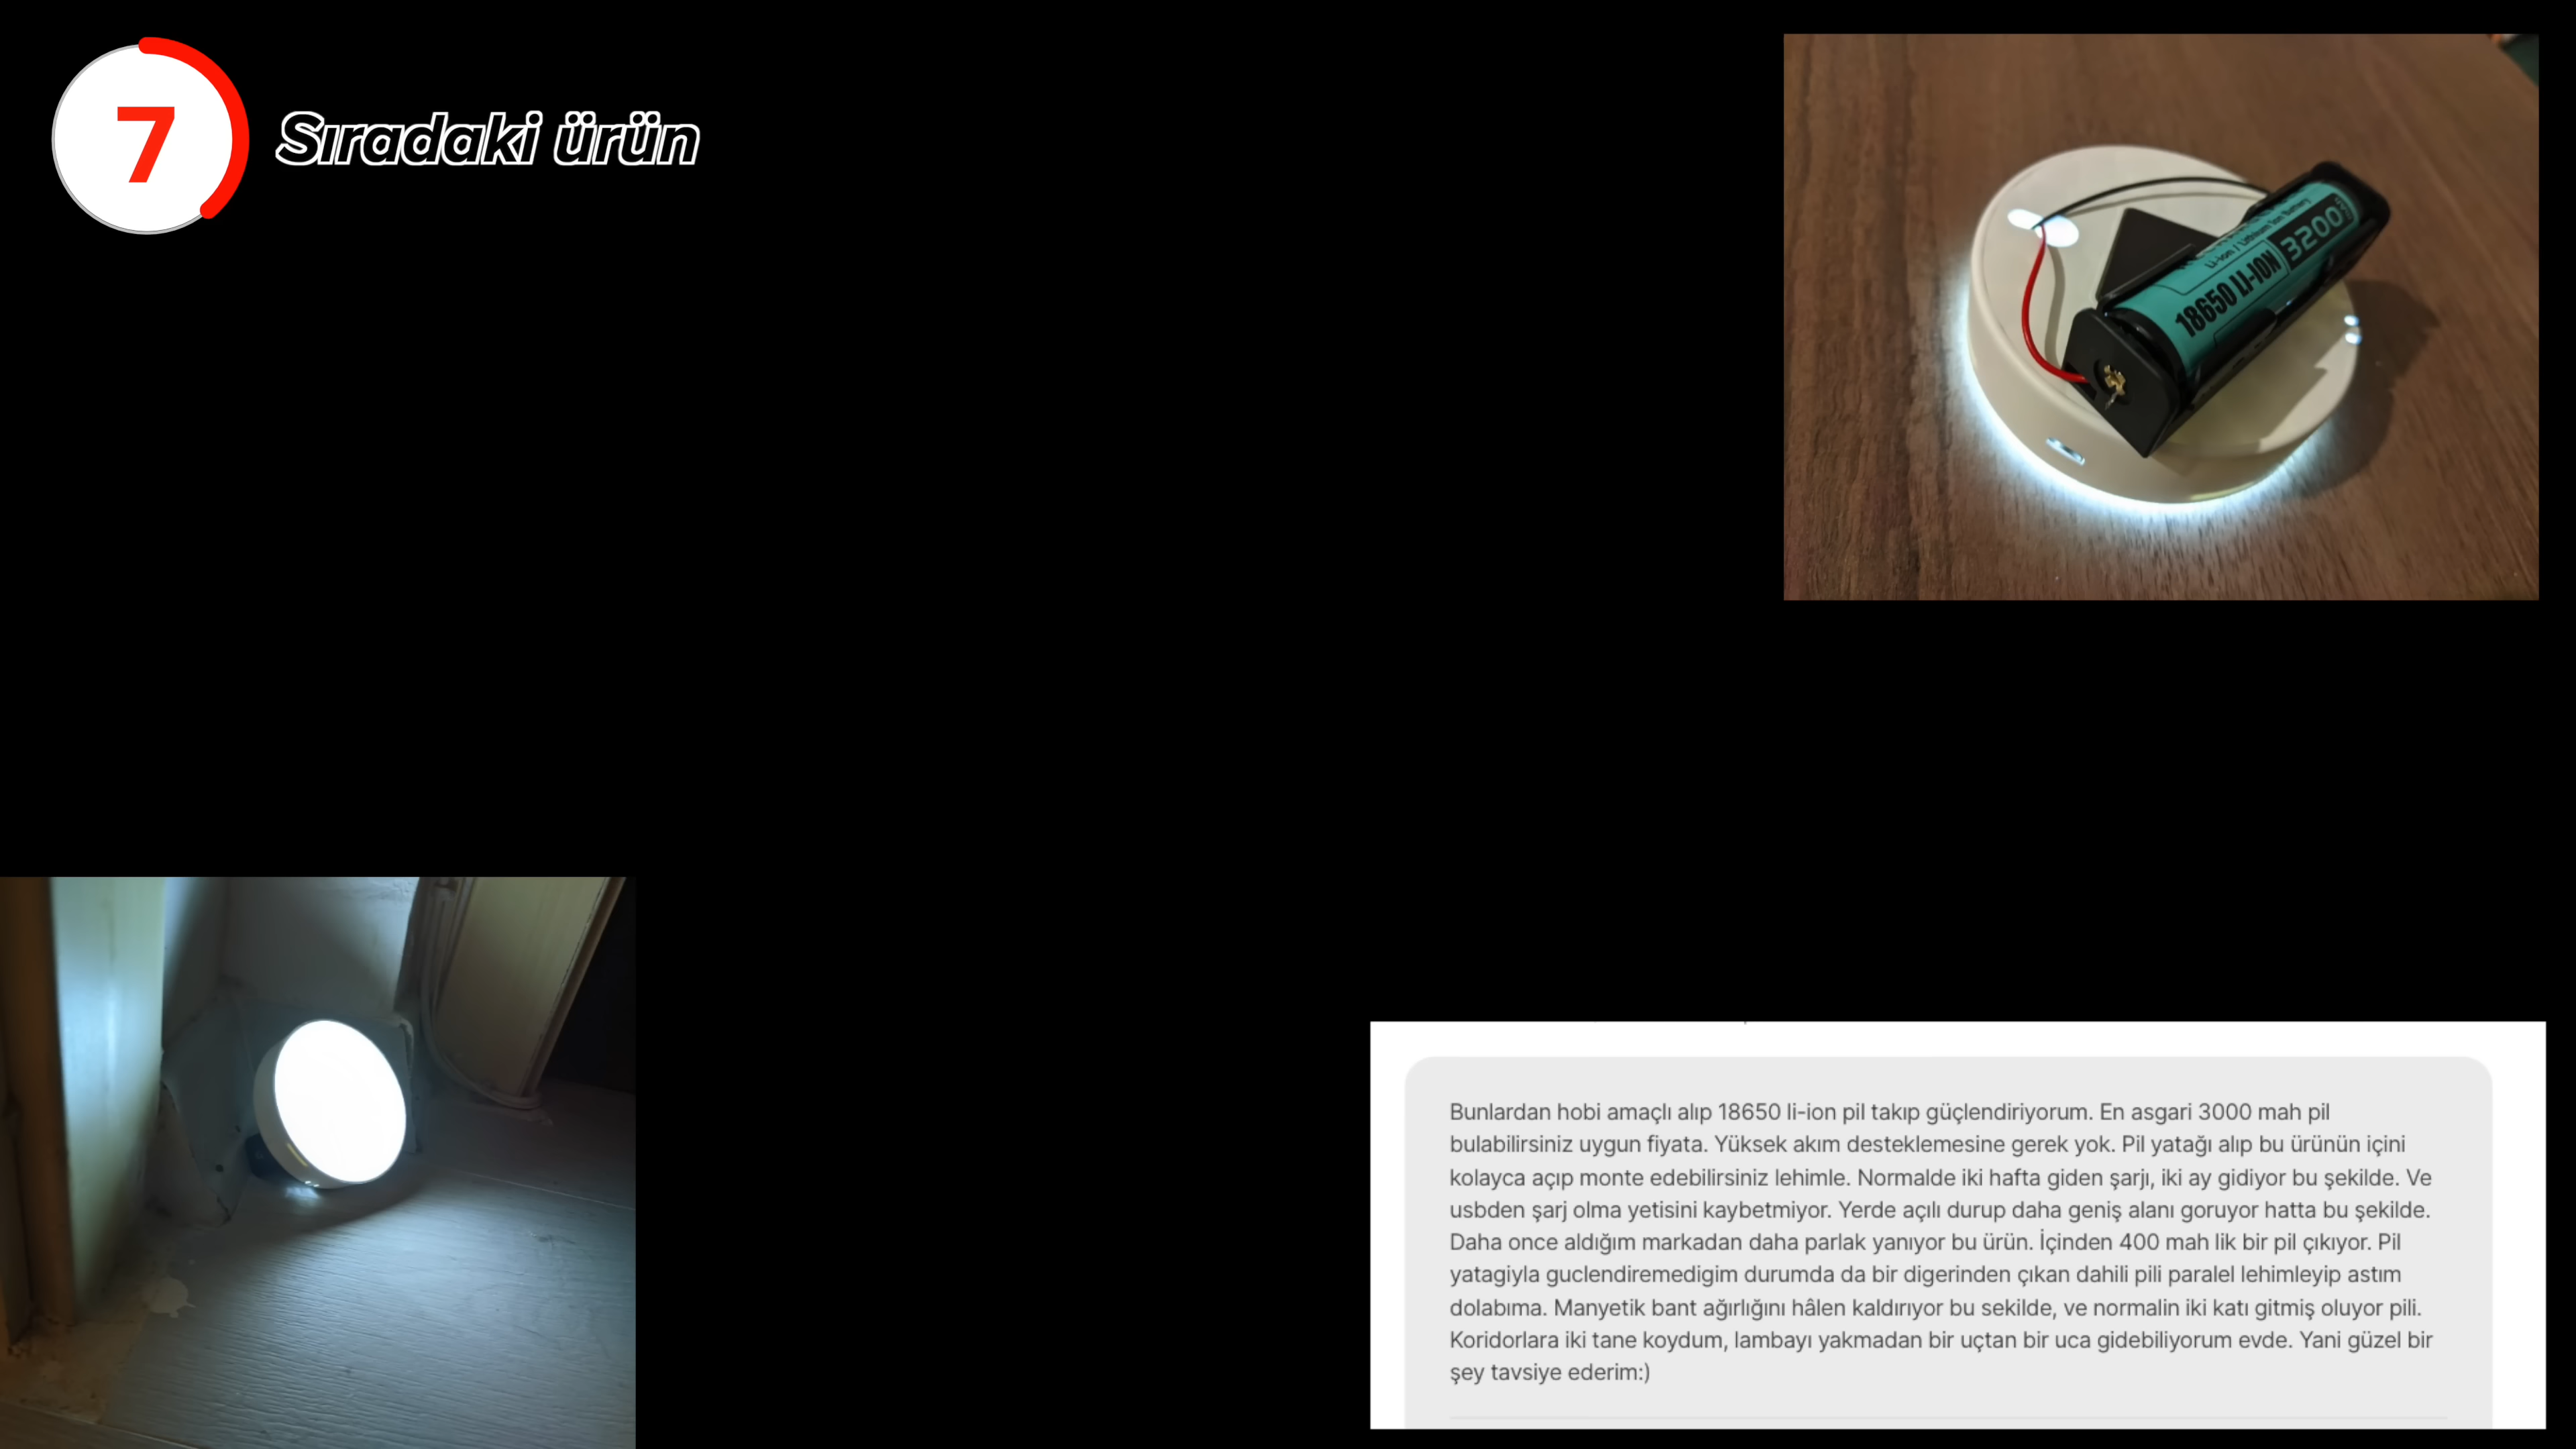 7
Sıradaki ürün
Li-ion / Lithium Ion Battery
18650 LI-ION
3200
Bunlardan hobi amaçlı alıp 18650 li-ion pil takıp güçlendiriyorum. En asgari 3000 mah pil
bulabilirsiniz uygun fiyata. Yüksek akım desteklemesine gerek yok. Pil yatağı alıp bu ürünün içini
kolayca açıp monte edebilirsiniz lehimle. Normalde iki hafta giden şarjı, iki ay gidiyor bu şekilde. Ve
usbden şarj olma yetisini kaybetmiyor. Yerde açılı durup daha geniş alanı goruyor hatta bu şekilde.
Daha once aldığım markadan daha parlak yanıyor bu ürün. İçinden 400 mah lik bir pil çıkıyor. Pil
yatagiyla guclendiremedigim durumda da bir digerinden çıkan dahili pili paralel lehimleyip astım
dolabıma. Manyetik bant ağırlığını hâlen kaldırıyor bu sekilde, ve normalin iki katı gitmiş oluyor pili.
Koridorlara iki tane koydum, lambayı yakmadan bir uçtan bir uca gidebiliyorum evde. Yani güzel bir
şey tavsiye ederim:)